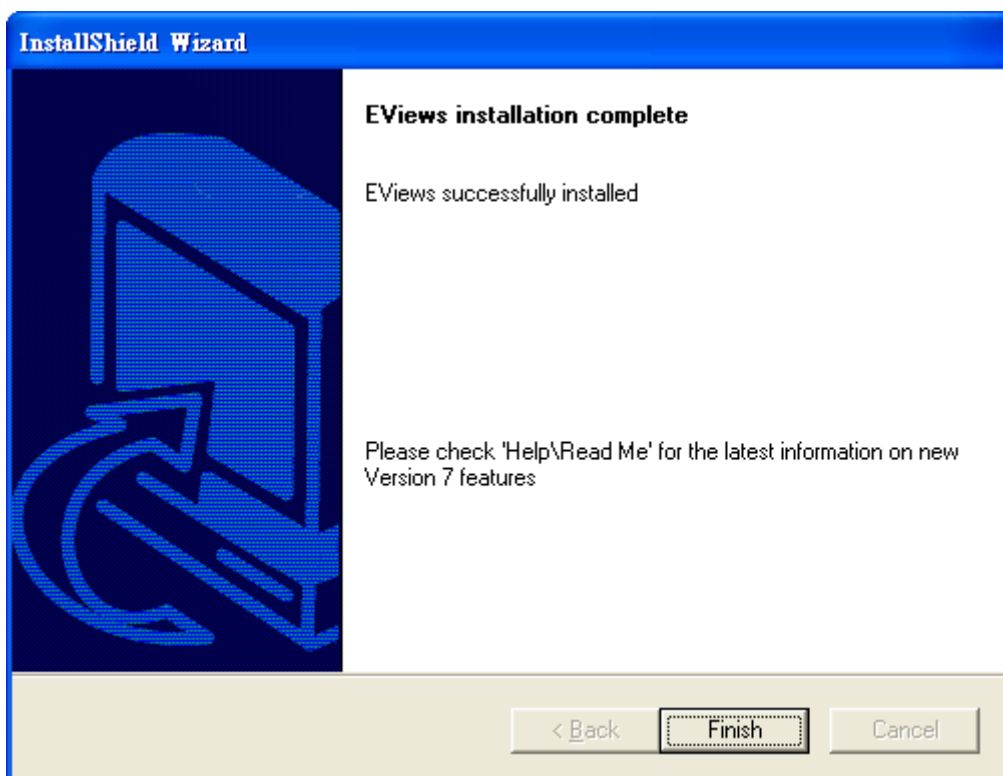 InstallShield Wizard
EViews installation complete
EViews successfully installed
Please check 'Help\Read Me' for the latest information on new
Version 7 features
< Back
Finish
Cancel